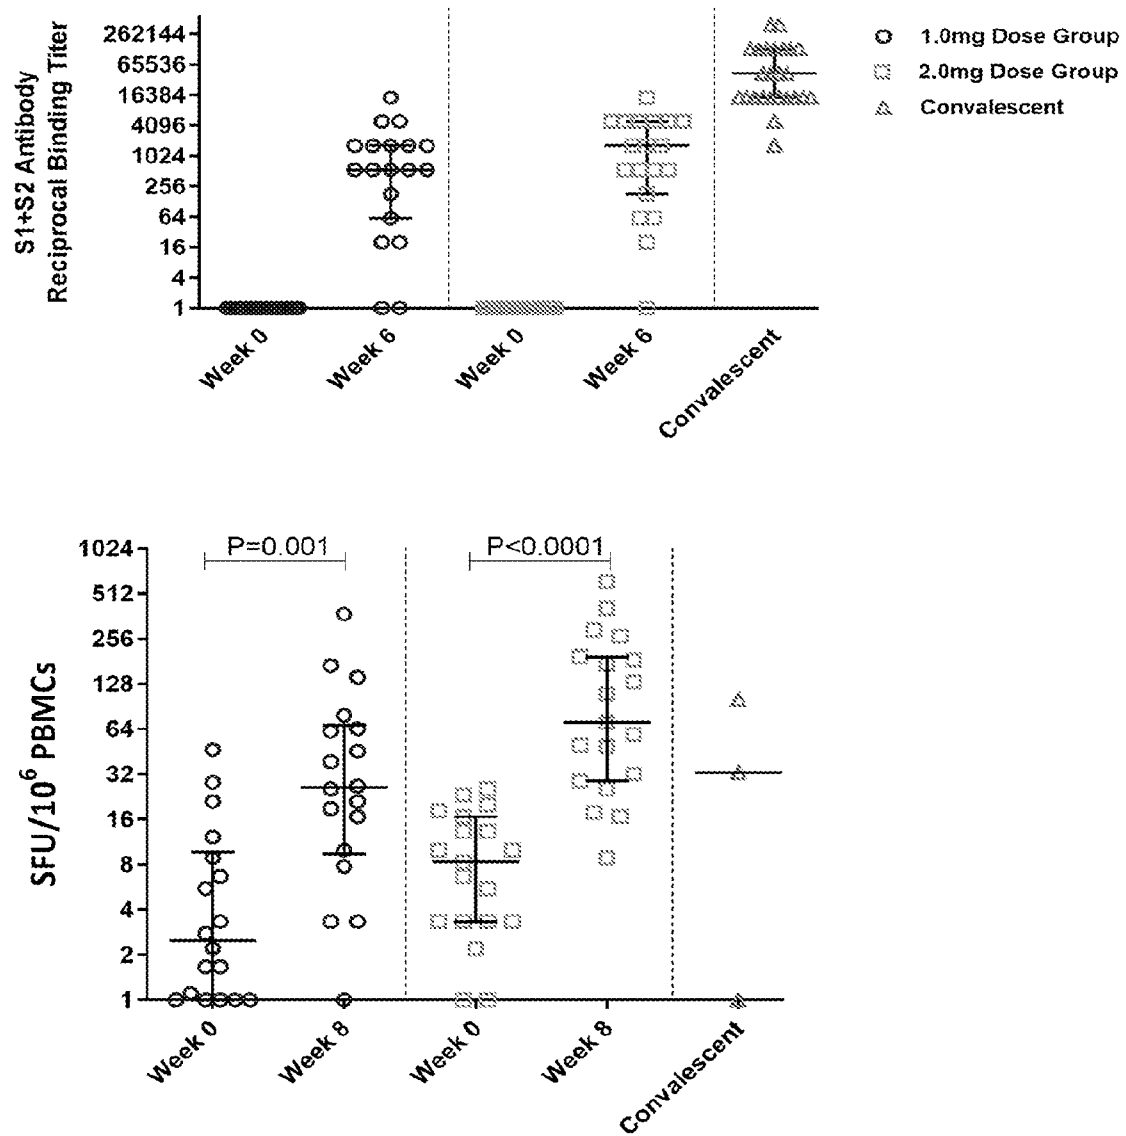 S1+S2 Antibody
Reciprocal Binding Titer
262144
65536
16384
4096
1024
256
64
16
4
1
Week 0
Week 6
Week 0
Week 6
Convalescent
1.0mg Dose Group
2.0mg Dose Group
Convalescent
SFU/10⁶ PBMCs
1024
512
256
128
64
32
16
8
4
2
1
P=0.001
P<0.0001
Week 0
Week 8
Week 0
Week 8
Convalescent